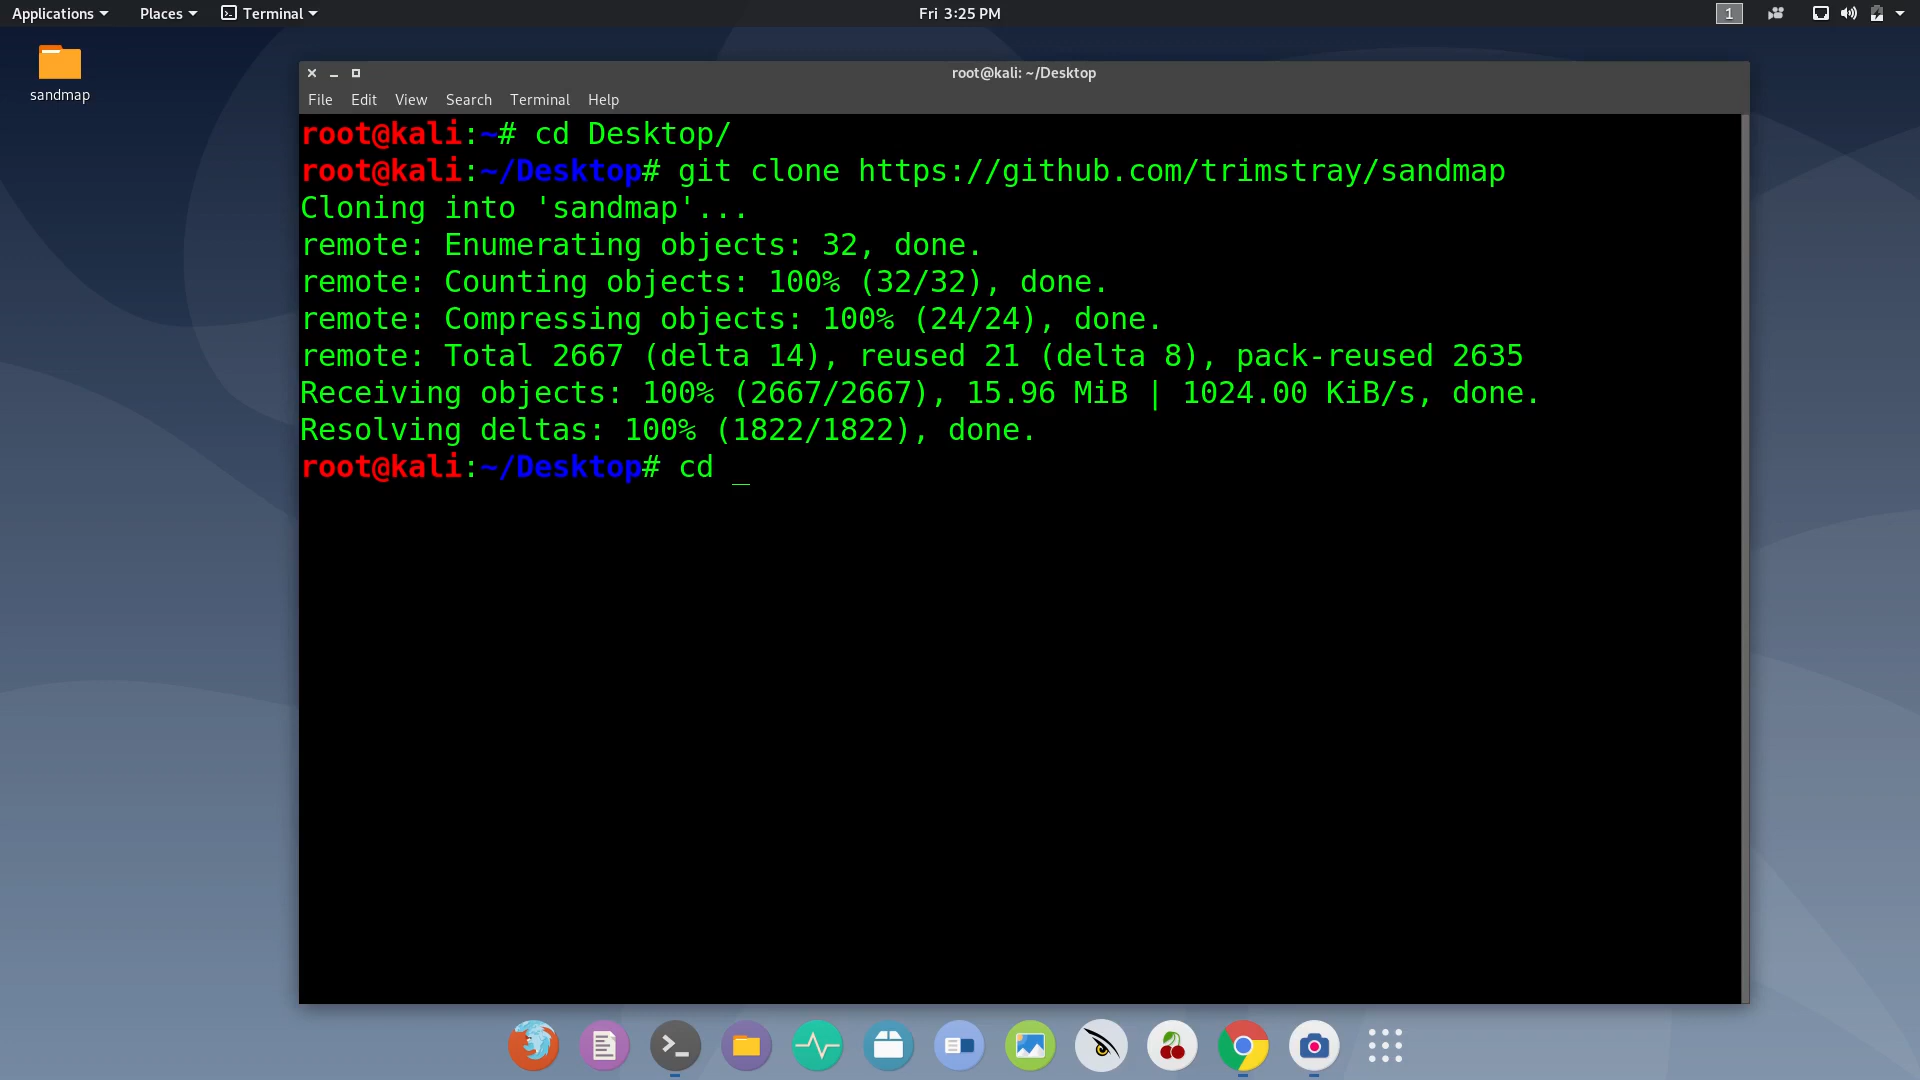 Applications Places Terminal Fri 3:25 PM 1
sandmap
root@kali: ~/Desktop
File Edit View Search Terminal Help
root@kali:~# cd Desktop/
root@kali:~/Desktop# git clone https://github.com/trimstray/sandmap
Cloning into 'sandmap'...
remote: Enumerating objects: 32, done.
remote: Counting objects: 100% (32/32), done.
remote: Compressing objects: 100% (24/24), done.
remote: Total 2667 (delta 14), reused 21 (delta 8), pack-reused 2635
Receiving objects: 100% (2667/2667), 15.96 MiB | 1024.00 KiB/s, done.
Resolving deltas: 100% (1822/1822), done.
root@kali:~/Desktop# cd _